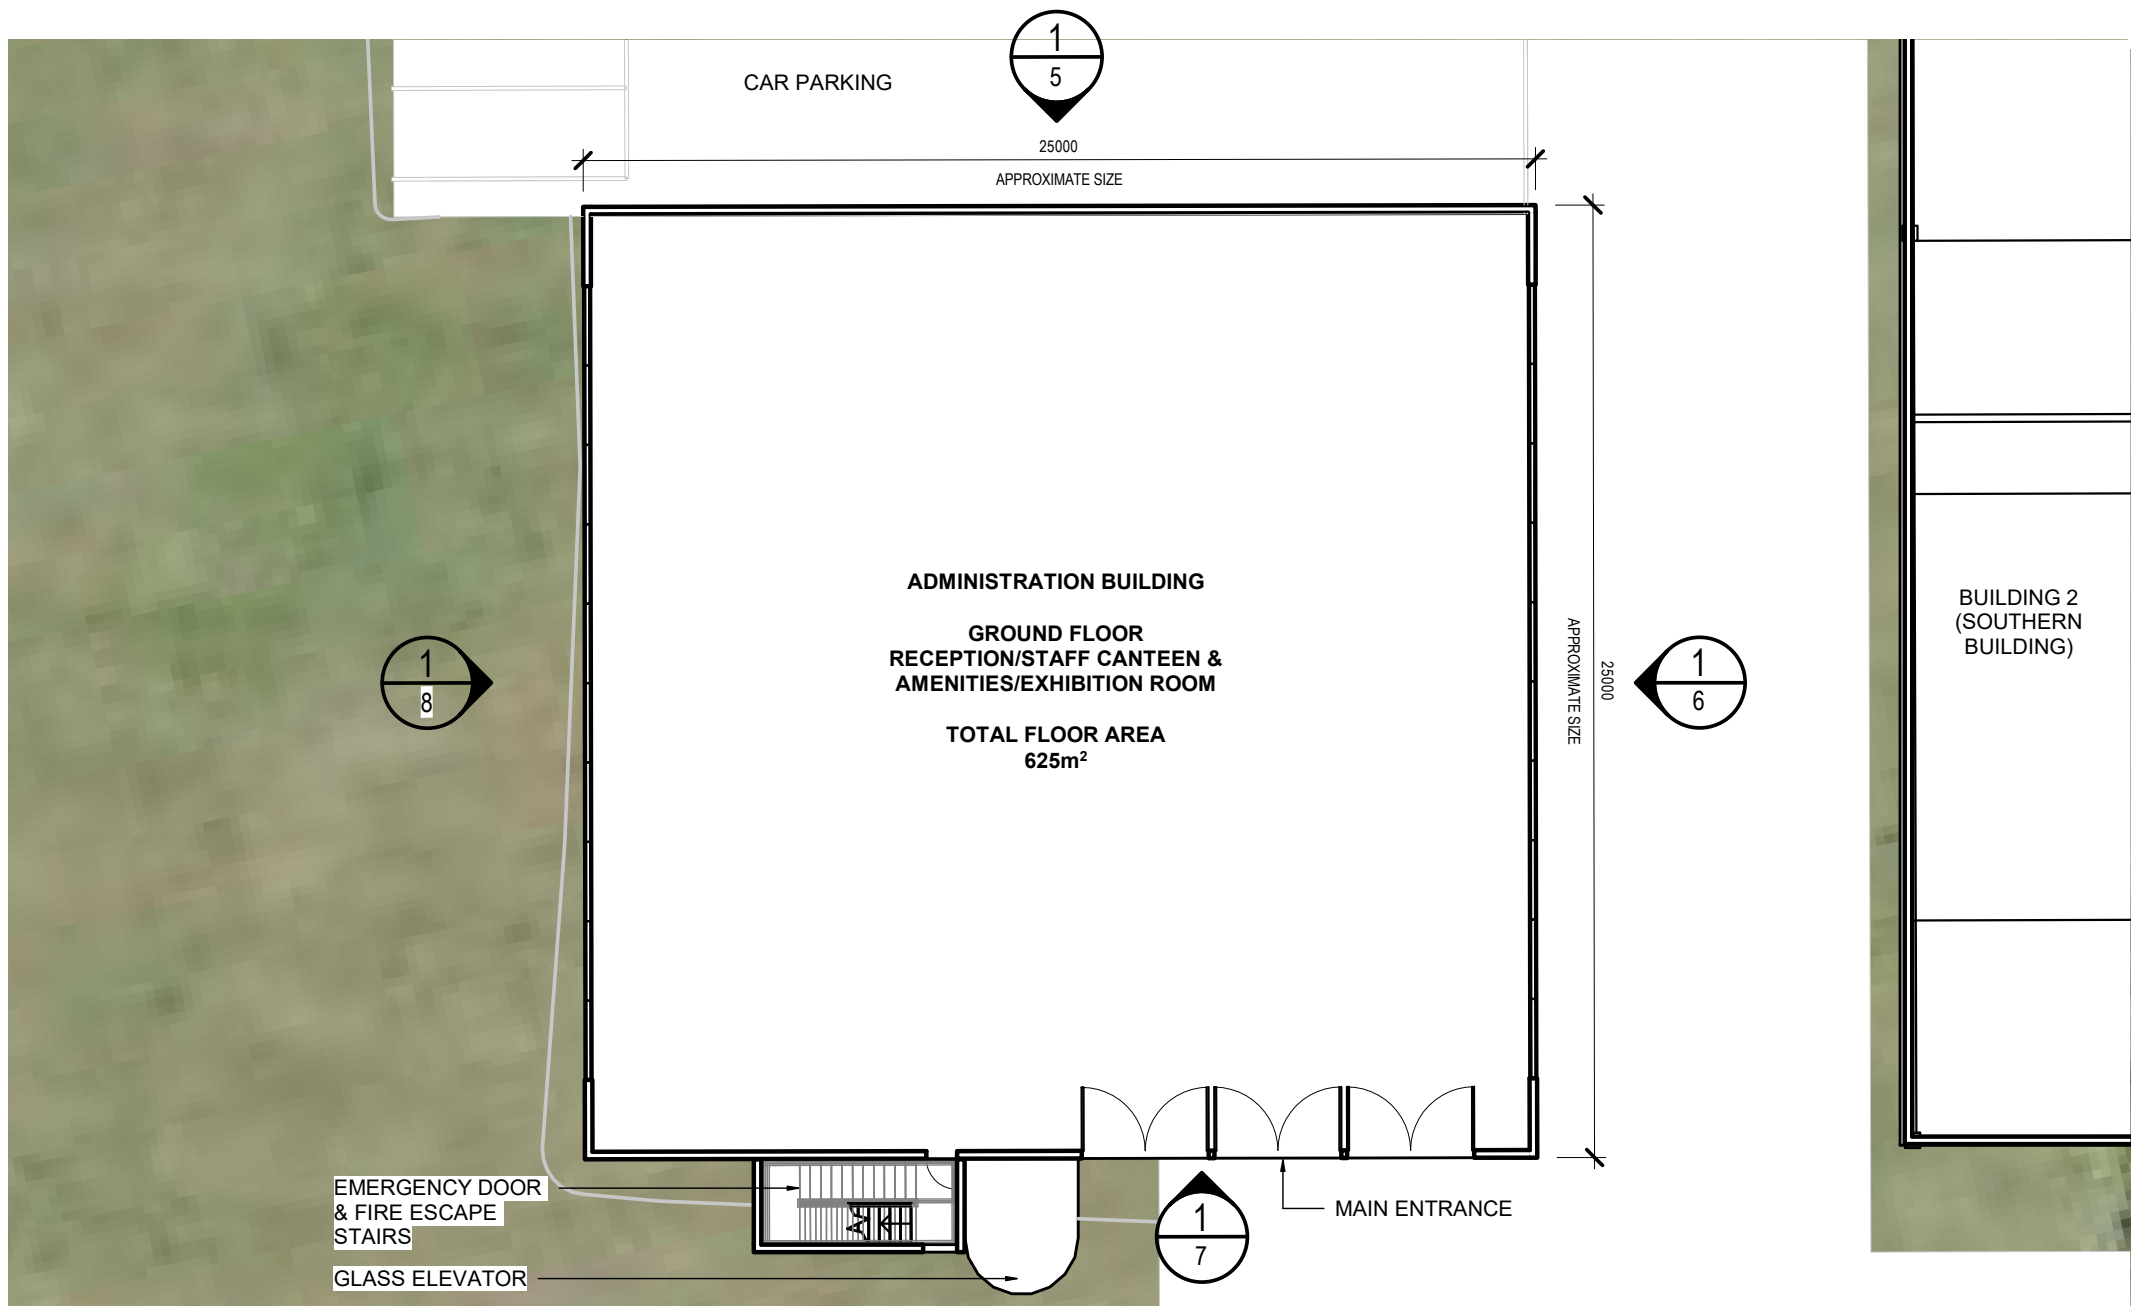 1
5
CAR PARKING
25000
APPROXIMATE SIZE
ADMINISTRATION BUILDING
GROUND FLOOR
RECEPTION/STAFF CANTEEN &
AMENITIES/EXHIBITION ROOM
TOTAL FLOOR AREA
625m²
1
8
APPROXIMATE SIZE
25000
1
6
BUILDING 2
(SOUTHERN
BUILDING)
EMERGENCY DOOR
& FIRE ESCAPE
STAIRS
GLASS ELEVATOR
1
7
MAIN ENTRANCE